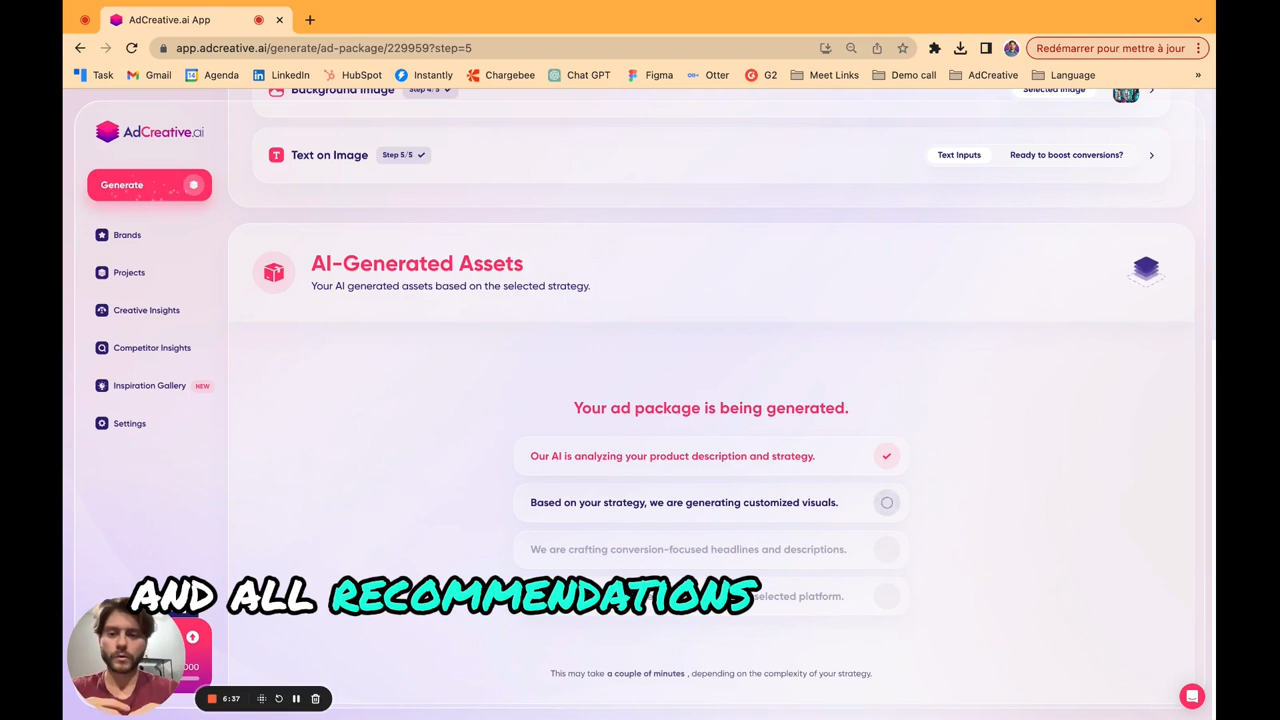 AdCreative.ai App
app.adcreative.ai/generate/ad-package/229959?step=5
Redémarrer pour mettre à jour
Task Gmail Agenda LinkedIn HubSpot Instantly Chargebee Chat GPT Figma Otter G2 Meet Links Demo call AdCreative Language »
Background Image Step 4/5 Selected Image
AdCreative.ai
Text on Image Step 5/5 Text Inputs Ready to boost conversions?
Generate
Brands
AI-Generated Assets
Your AI generated assets based on the selected strategy.
Projects
Creative Insights
Competitor Insights
Inspiration Gallery NEW
Settings
Your ad package is being generated.
Our AI is analyzing your product description and strategy.
Based on your strategy, we are generating customized visuals.
We are crafting conversion-focused headlines and descriptions.
selected platform.
AND ALL RECOMMENDATIONS
000
This may take a couple of minutes , depending on the complexity of your strategy.
6:37